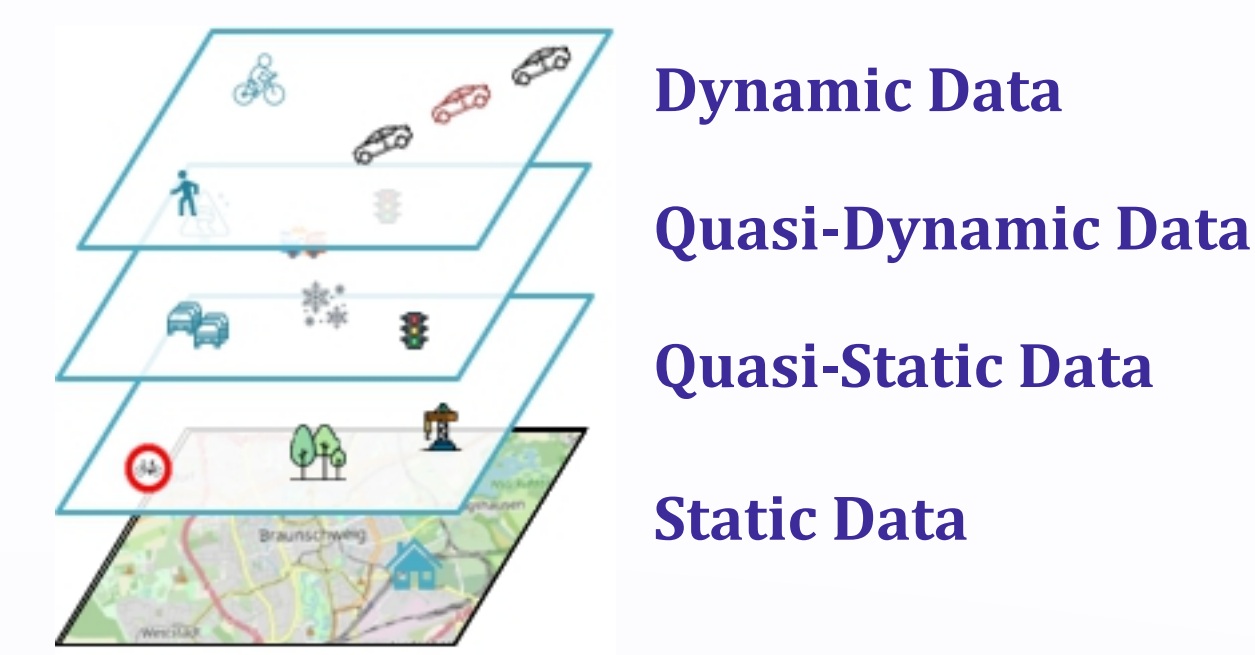 Dynamic Data
Quasi-Dynamic Data
Quasi-Static Data
Static Data
Braunschweig